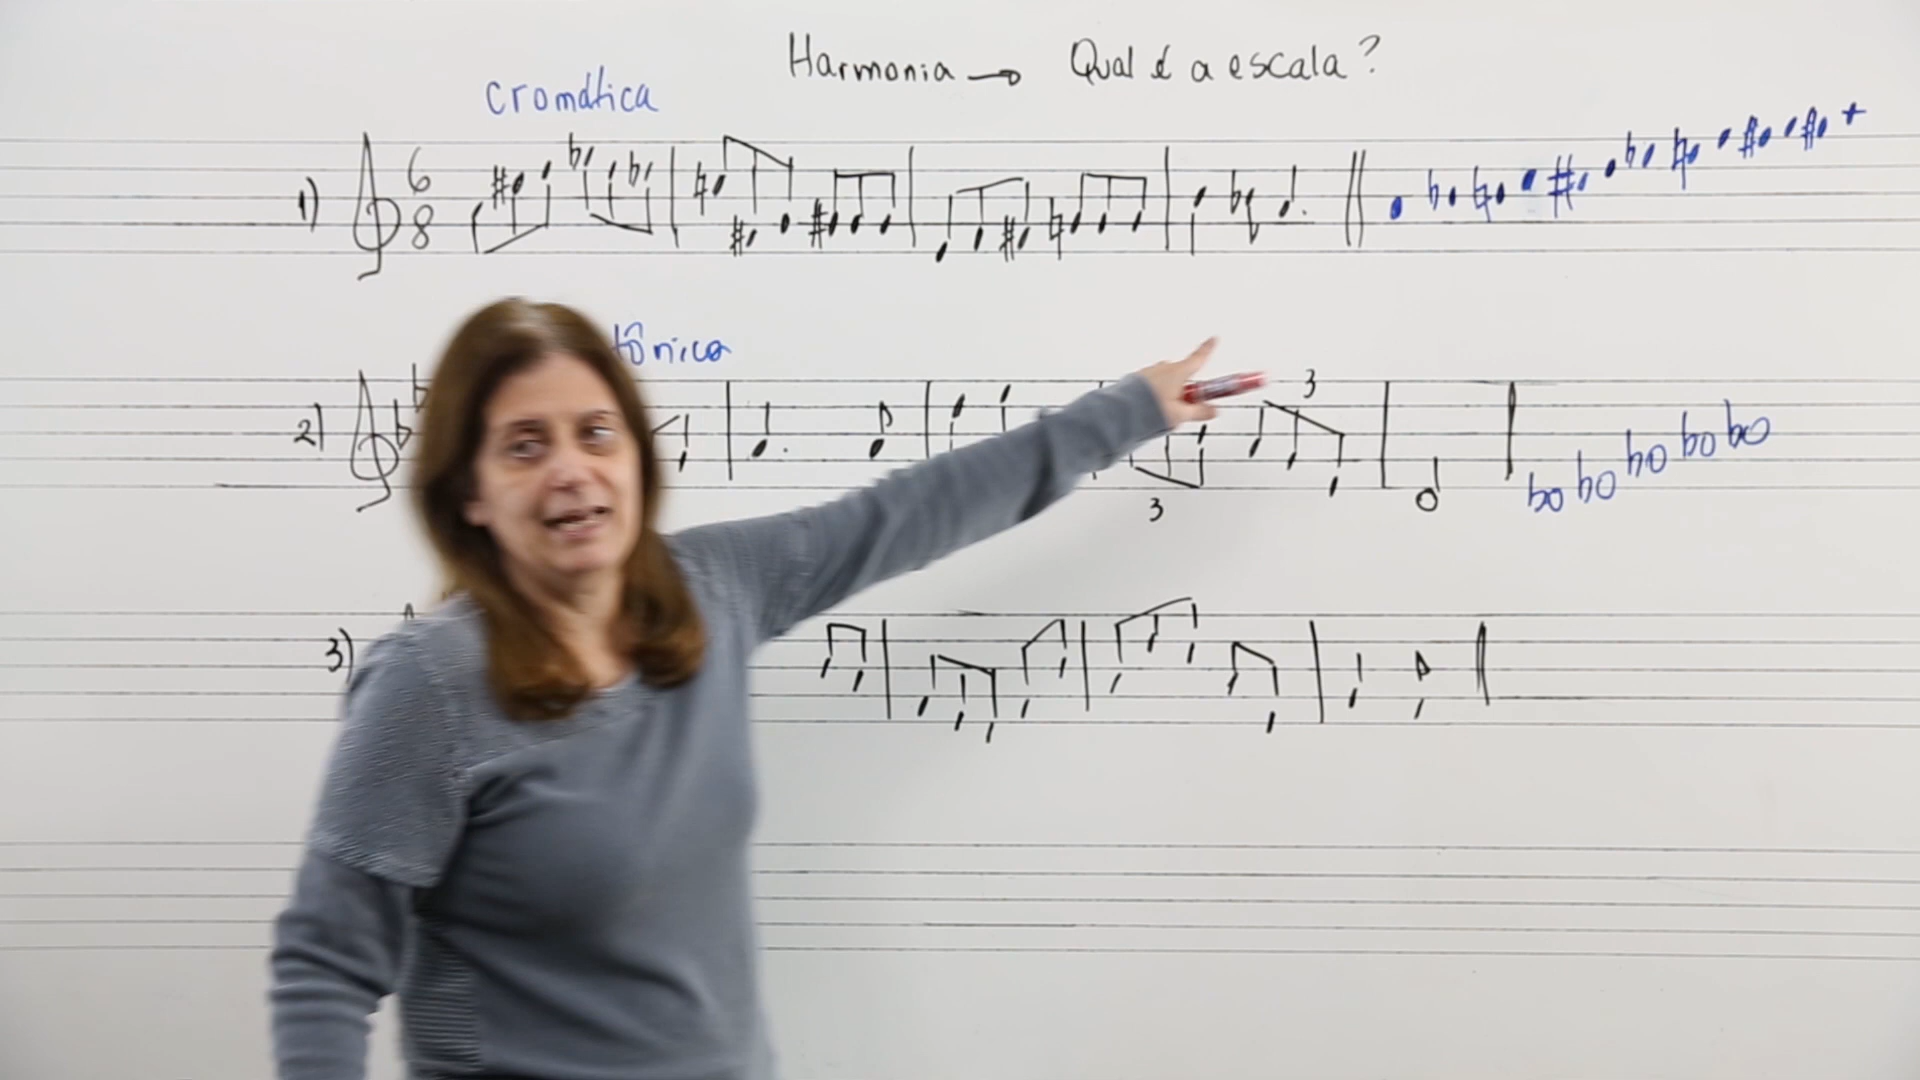 Harmonia → Qual é a escala?
cromática
1) 6 8
tônica
2) 3 3
3)